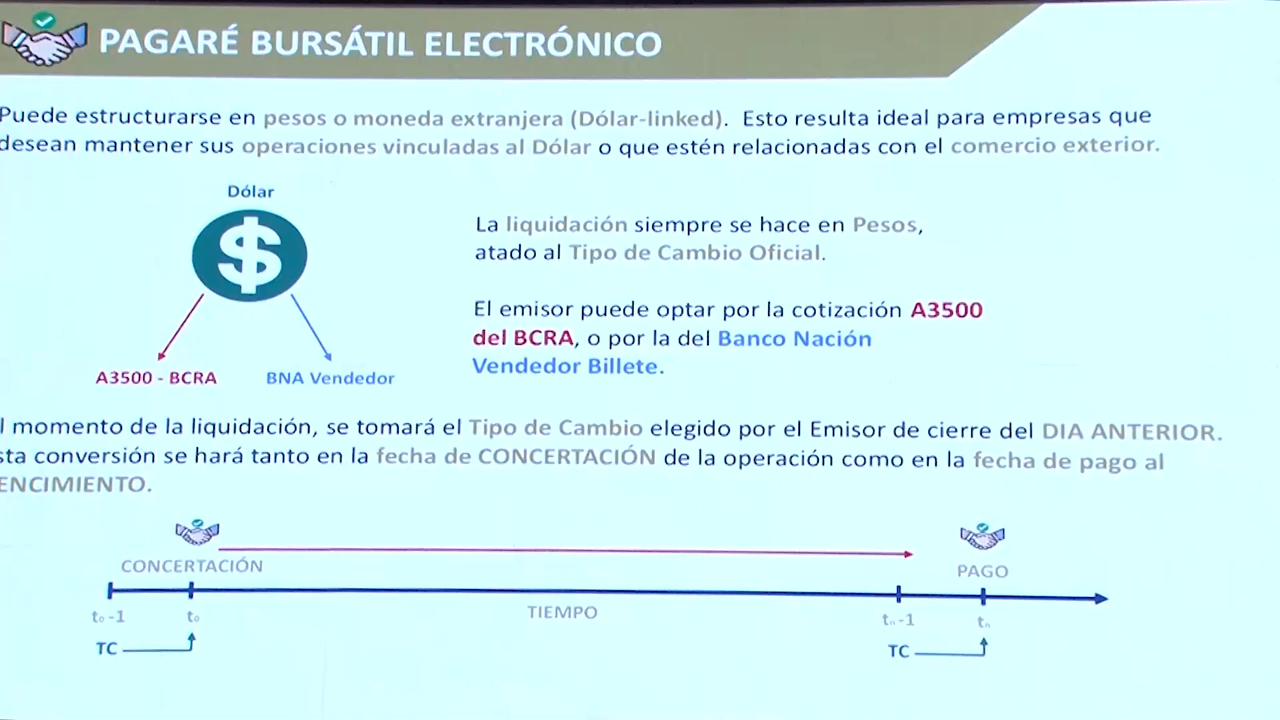 PAGARÉ BURSÁTIL ELECTRÓNICO
Puede estructurarse en pesos o moneda extranjera (Dólar-linked). Esto resulta ideal para empresas que
desean mantener sus operaciones vinculadas al Dólar o que estén relacionadas con el comercio exterior.
Dólar
$
La liquidación siempre se hace en Pesos,
atado al Tipo de Cambio Oficial.
El emisor puede optar por la cotización A3500
del BCRA, o por la del Banco Nación
Vendedor Billete.
A3500 - BCRA
BNA Vendedor
l momento de la liquidación, se tomará el Tipo de Cambio elegido por el Emisor de cierre del DIA ANTERIOR.
sta conversión se hará tanto en la fecha de CONCERTACIÓN de la operación como en la fecha de pago al
ENCIMIENTO.
CONCERTACIÓN
PAGO
t₀-1
t₀
TIEMPO
tₙ-1
tₙ
TC
TC